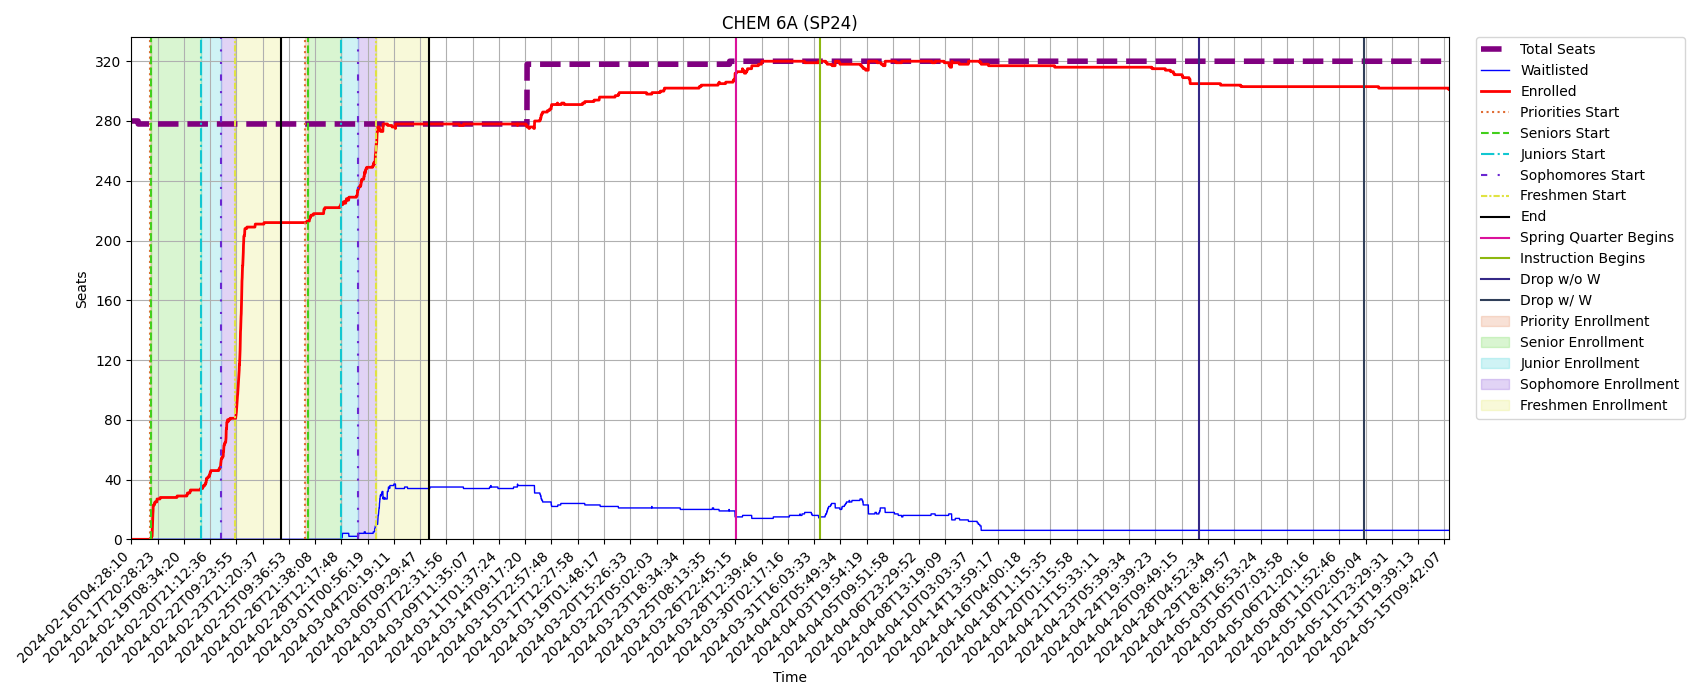 CHEM 6A (SP24)
Seats
320
280
240
200
160
120
80
40
0
2024-02-16T04:28:10
2024-02-17T20:28:23
2024-02-19T08:34:20
2024-02-20T21:12:36
2024-02-22T09:23:55
2024-02-23T21:20:37
2024-02-25T09:36:53
2024-02-26T21:38:08
2024-02-28T12:17:48
2024-03-01T00:56:19
2024-03-04T20:19:11
2024-03-06T09:29:47
2024-03-07T22:31:56
2024-03-09T11:35:07
2024-03-11T11:37:24
2024-03-14T09:17:20
2024-03-15T22:57:48
2024-03-17T12:27:58
2024-03-19T01:48:17
2024-03-20T15:26:33
2024-03-22T05:02:03
2024-03-23T18:34:34
2024-03-25T08:13:35
2024-03-26T22:45:15
2024-03-28T12:39:46
2024-03-30T02:17:16
2024-03-31T16:03:33
2024-04-02T05:49:34
2024-04-03T19:54:19
2024-04-05T09:51:58
2024-04-06T23:29:52
2024-04-08T13:19:09
2024-04-10T03:03:37
2024-04-14T13:59:17
2024-04-16T04:00:18
2024-04-18T11:15:35
2024-04-20T01:15:58
2024-04-21T15:33:11
2024-04-23T05:39:34
2024-04-24T19:39:23
2024-04-26T09:49:15
2024-04-28T04:52:34
2024-04-29T18:49:57
2024-05-03T16:53:24
2024-05-05T07:03:58
2024-05-06T21:20:16
2024-05-08T11:52:46
2024-05-10T02:05:04
2024-05-11T23:29:31
2024-05-13T19:39:13
2024-05-15T09:42:07
Time
Total Seats
Waitlisted
Enrolled
Priorities Start
Seniors Start
Juniors Start
Sophomores Start
Freshmen Start
End
Spring Quarter Begins
Instruction Begins
Drop w/o W
Drop w/ W
Priority Enrollment
Senior Enrollment
Junior Enrollment
Sophomore Enrollment
Freshmen Enrollment